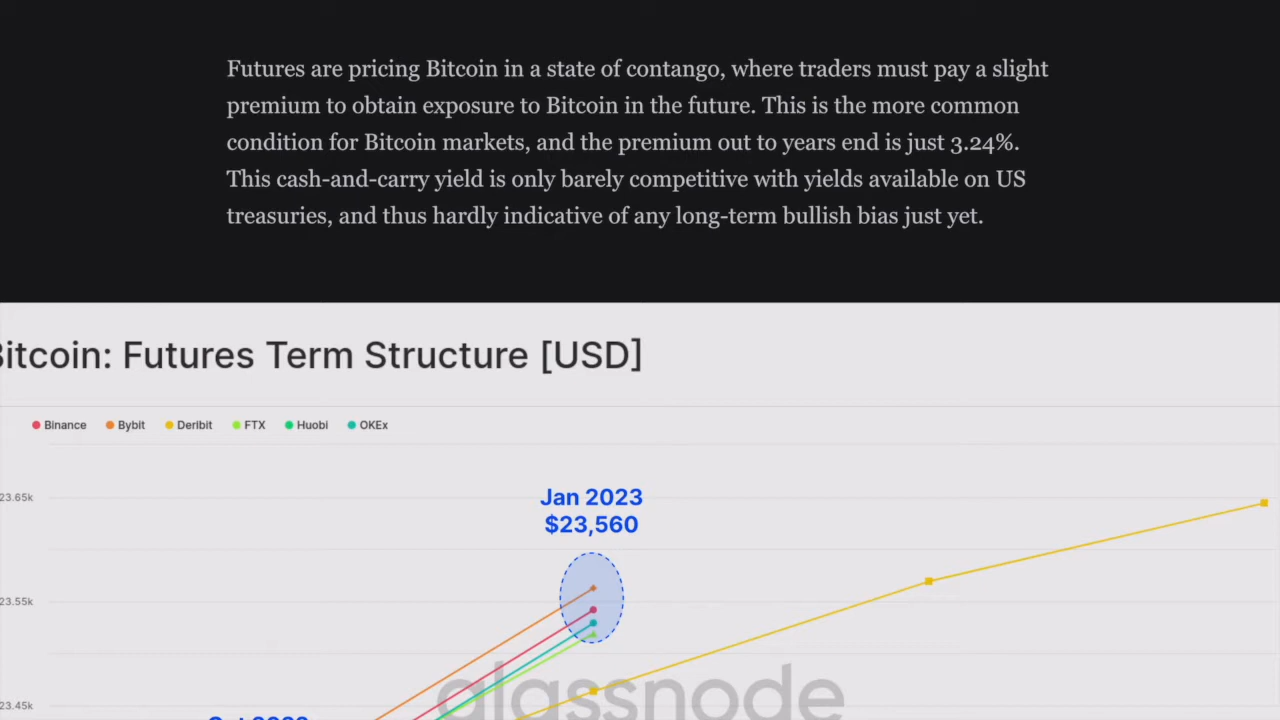 Futures are pricing Bitcoin in a state of contango, where traders must pay a slight
premium to obtain exposure to Bitcoin in the future. This is the more common
condition for Bitcoin markets, and the premium out to years end is just 3.24%.
This cash-and-carry yield is only barely competitive with yields available on US
treasuries, and thus hardly indicative of any long-term bullish bias just yet.
Bitcoin: Futures Term Structure [USD]
Binance Bybit Deribit FTX Huobi OKEx
23.65k
Jan 2023
$23,560
23.55k
glassnode
23.45k